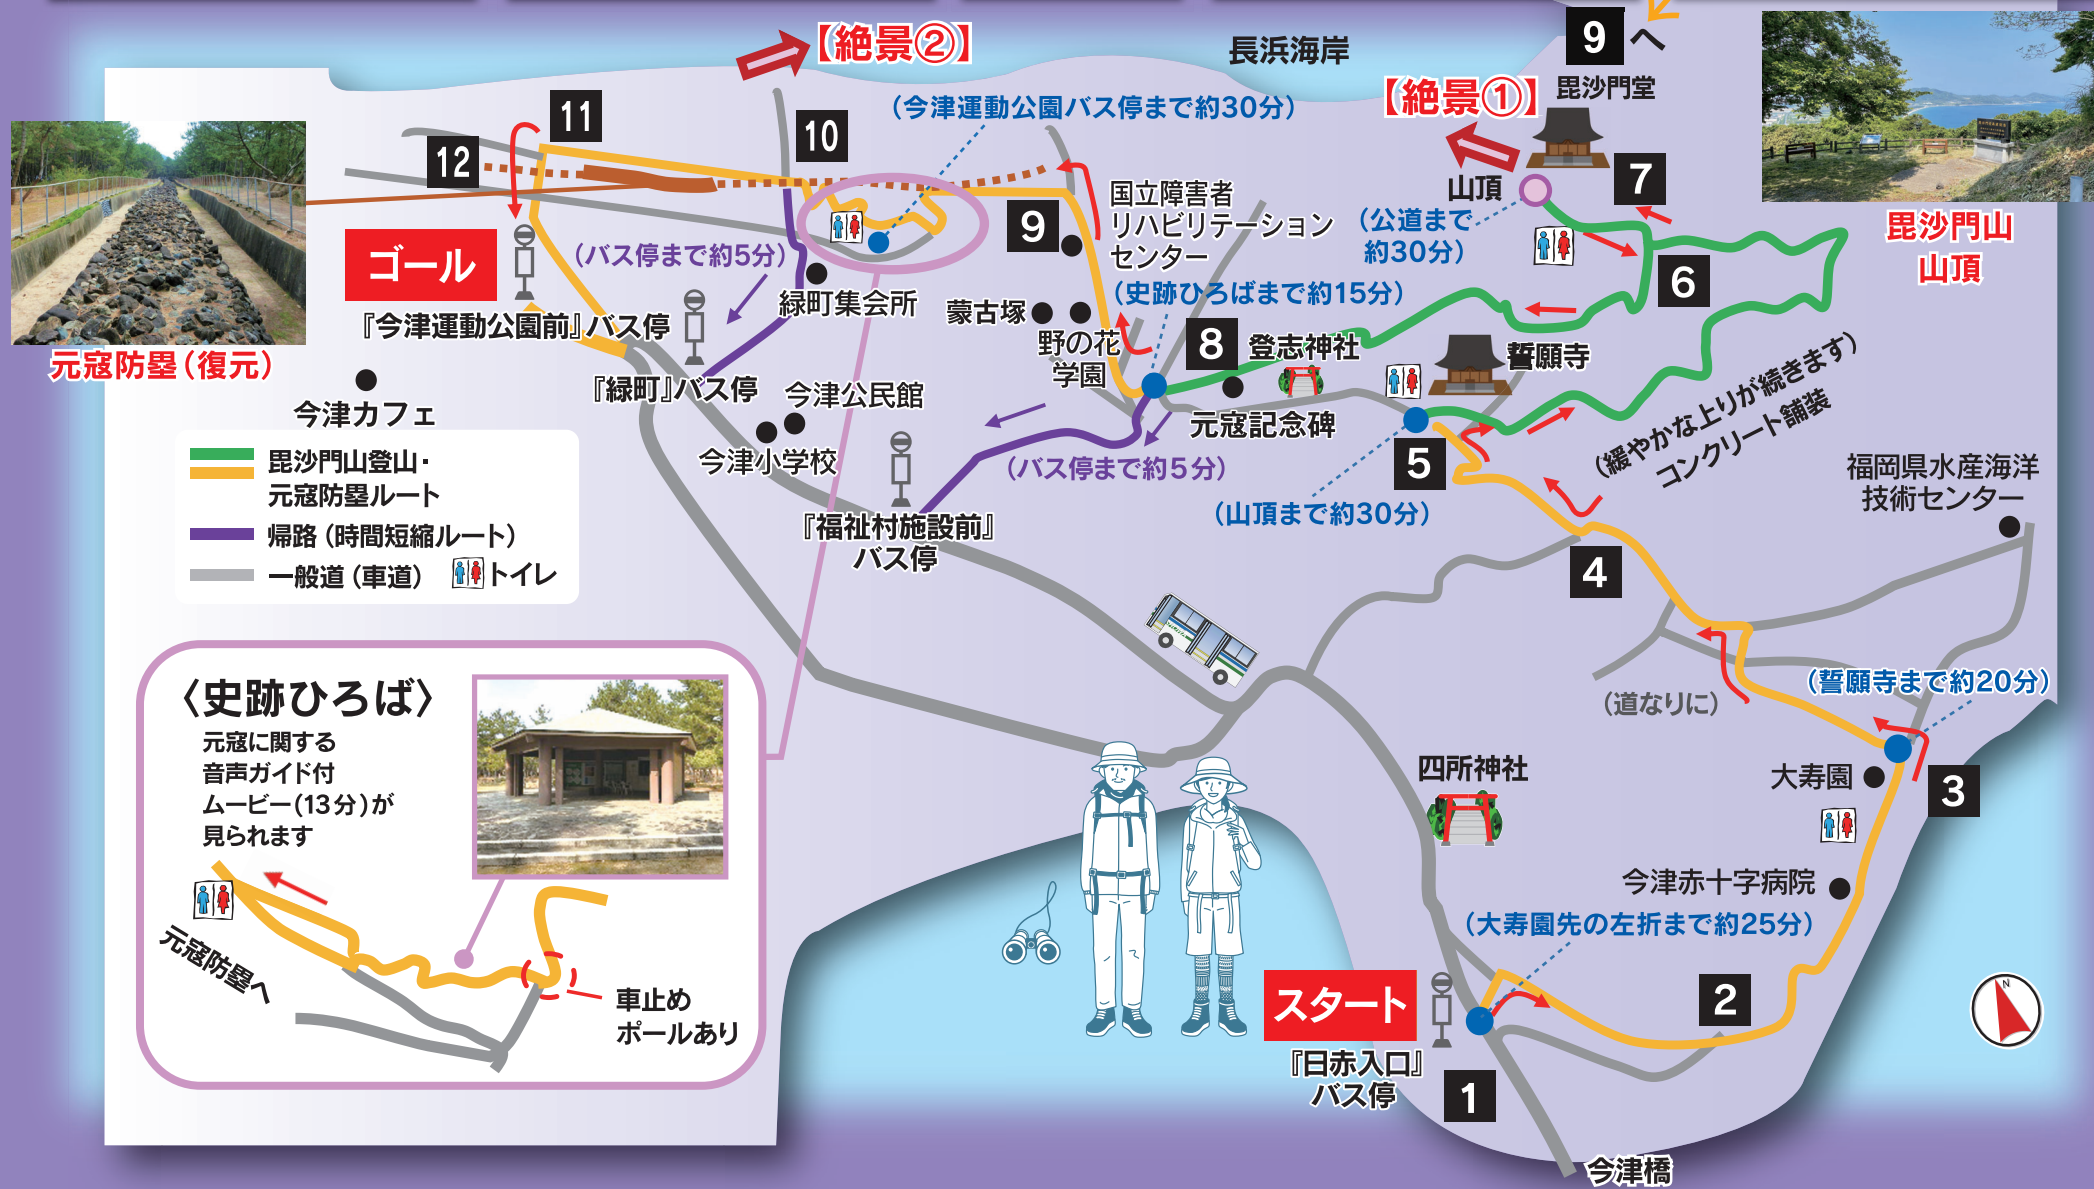 【絶景②】
長浜海岸
9へ
毘沙門堂
【絶景①】
(今津運動公園バス停まで約30分)
11
12
10
7
山頂
国立障害者
リハビリテーション
センター
(公道まで
約30分)
毘沙門山
山頂
9
6
ゴール
(バス停まで約5分)
緑町集会所
(史跡ひろばまで約15分)
蒙古塚
野の花
学園
8
登志神社
誓願寺
『今津運動公園前』バス停
元寇防塁(復元)
『緑町』バス停
今津公民館
今津カフェ
今津小学校
元寇記念碑
(緩やかな上りが続きます)
コンクリート舗装
5
(バス停まで約5分)
(山頂まで約30分)
福岡県水産海洋
技術センター
『福祉村施設前』
バス停
毘沙門山登山・
元寇防塁ルート
帰路(時間短縮ルート)
一般道(車道)
トイレ
4
(誓願寺まで約20分)
(道なりに)
〈史跡ひろば〉
元寇に関する
音声ガイド付
ムービー(13分)が
見られます
四所神社
大寿園
3
今津赤十字病院
(大寿園先の左折まで約25分)
元寇防塁へ
車止め
ポールあり
スタート
2
『日赤入口』
バス停
1
N
今津橋